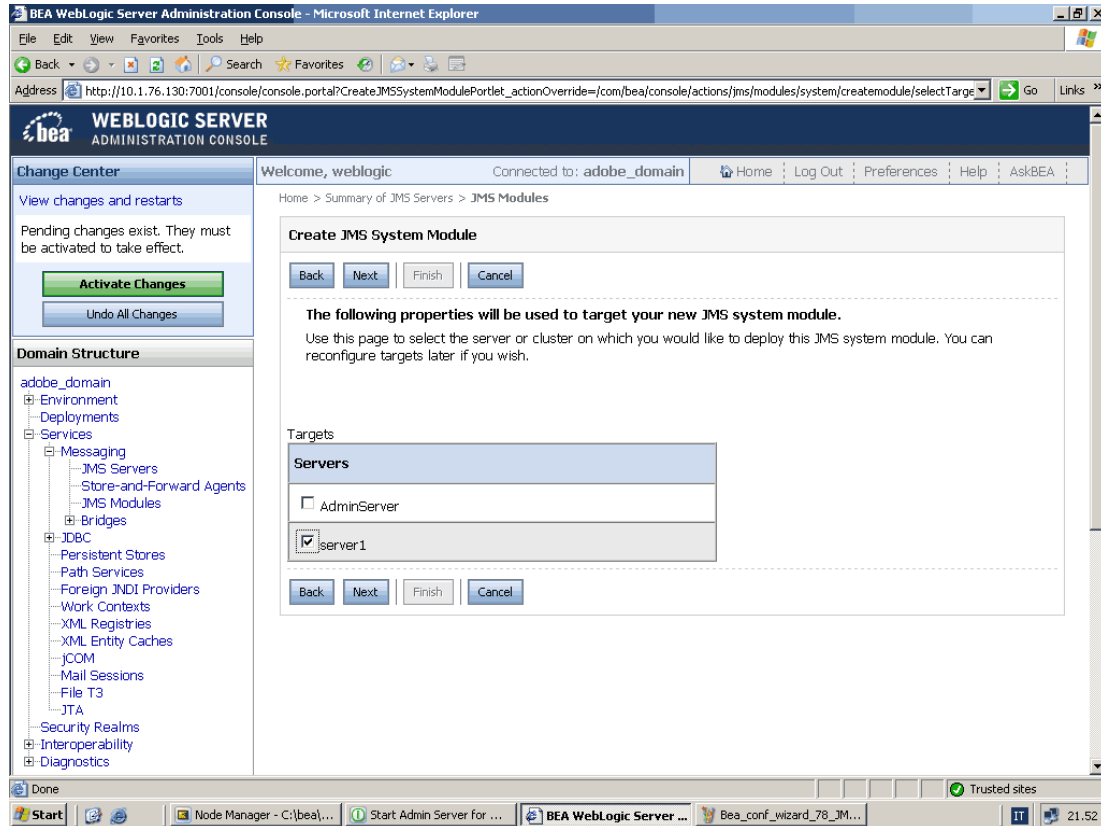 BEA WebLogic Server Administration Console - Microsoft Internet Explorer
File Edit View Favorites Tools Help
Back Search Favorites
Address http://10.1.76.130:7001/console/console.portal?CreateJMSSystemModulePortlet_actionOverride=/com/bea/console/actions/jms/modules/system/createmodule/selectTarge Go Links »
bea WEBLOGIC SERVER
ADMINISTRATION CONSOLE
Change Center
View changes and restarts
Pending changes exist. They must
be activated to take effect.
Activate Changes
Undo All Changes
Domain Structure
adobe_domain
Environment
Deployments
Services
Messaging
JMS Servers
Store-and-Forward Agents
JMS Modules
Bridges
JDBC
Persistent Stores
Path Services
Foreign JNDI Providers
Work Contexts
XML Registries
XML Entity Caches
jCOM
Mail Sessions
File T3
JTA
Security Realms
Interoperability
Diagnostics
Welcome, weblogic Connected to: adobe_domain Home Log Out Preferences Help AskBEA
Home > Summary of JMS Servers > JMS Modules
Create JMS System Module
Back Next Finish Cancel
The following properties will be used to target your new JMS system module.
Use this page to select the server or cluster on which you would like to deploy this JMS system module. You can
reconfigure targets later if you wish.
Targets
Servers
AdminServer
server1
Back Next Finish Cancel
Done Trusted sites
Start Node Manager - C:\bea\... Start Admin Server for ... BEA WebLogic Server ... Bea_conf_wizard_78_JM... IT 21.52